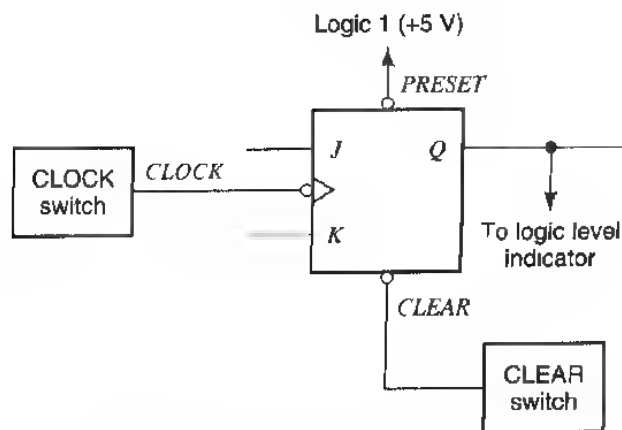 Logic 1 (+5 V)
PRESET
J
Q
CLOCK
CLOCK
switch
K
To logic level
indicator
CLEAR
CLEAR
switch